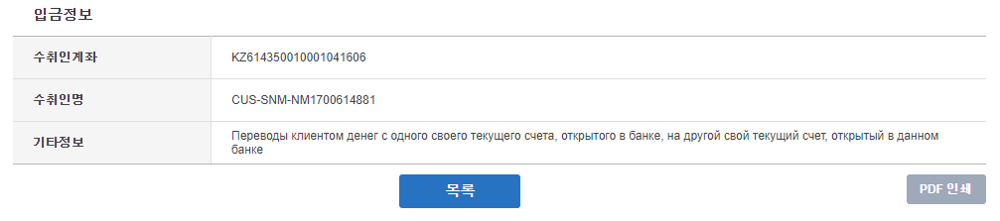 입금정보
수취인계좌 KZ614350010001041606
수취인명 CUS-SNM-NM1700614881
기타정보 Переводы клиентом денег с одного своего текущего счета, открытого в банке, на другой свой текущий счет, открытый в данном
банке
목록 PDF 인쇄